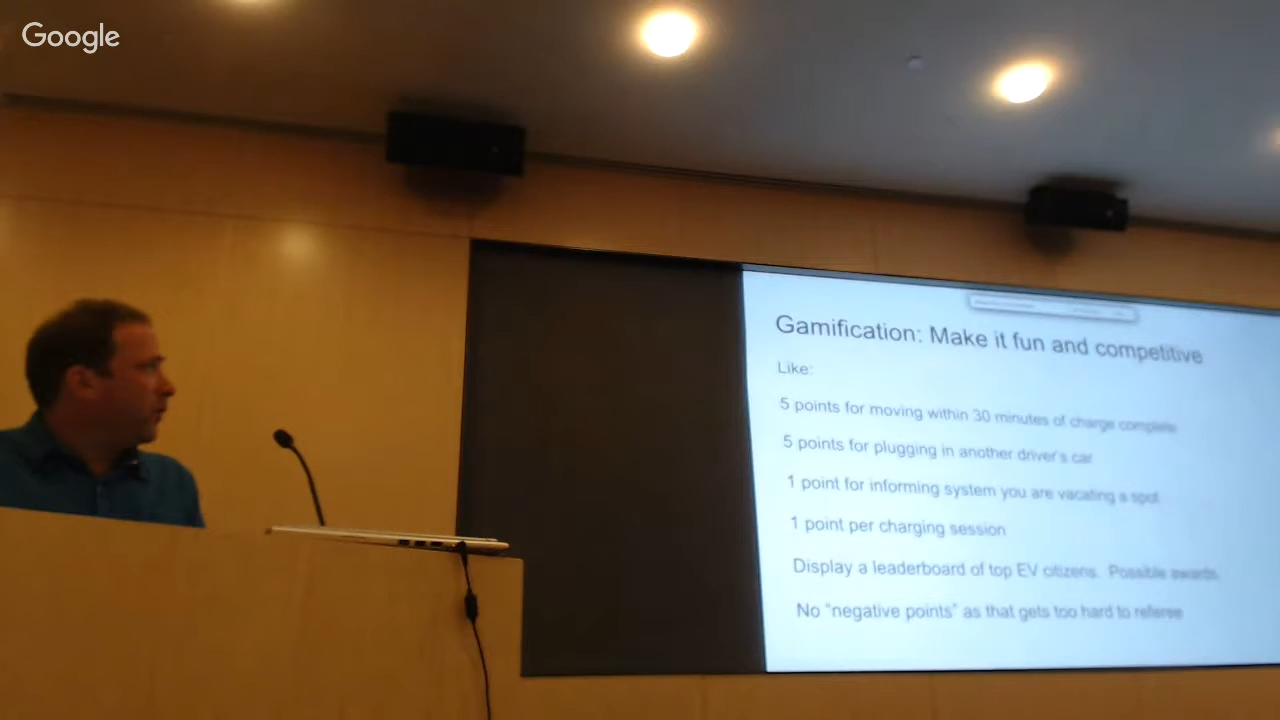 Google
Gamification: Make it fun and competitive
Like:
5 points for moving within 30 minutes of charge complete
5 points for plugging in another driver's car
1 point for informing system you are vacating a spot
1 point per charging session
Display a leaderboard of top EV citizens. Possible awards.
No "negative points" as that gets too hard to referee